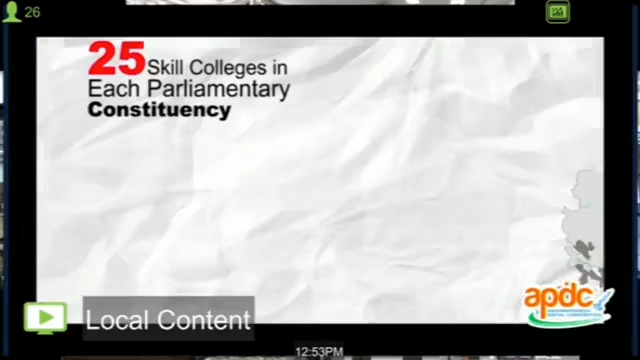 26
25 Skill Colleges in
Each Parliamentary
Constituency
apdc
Local Content
12:53PM